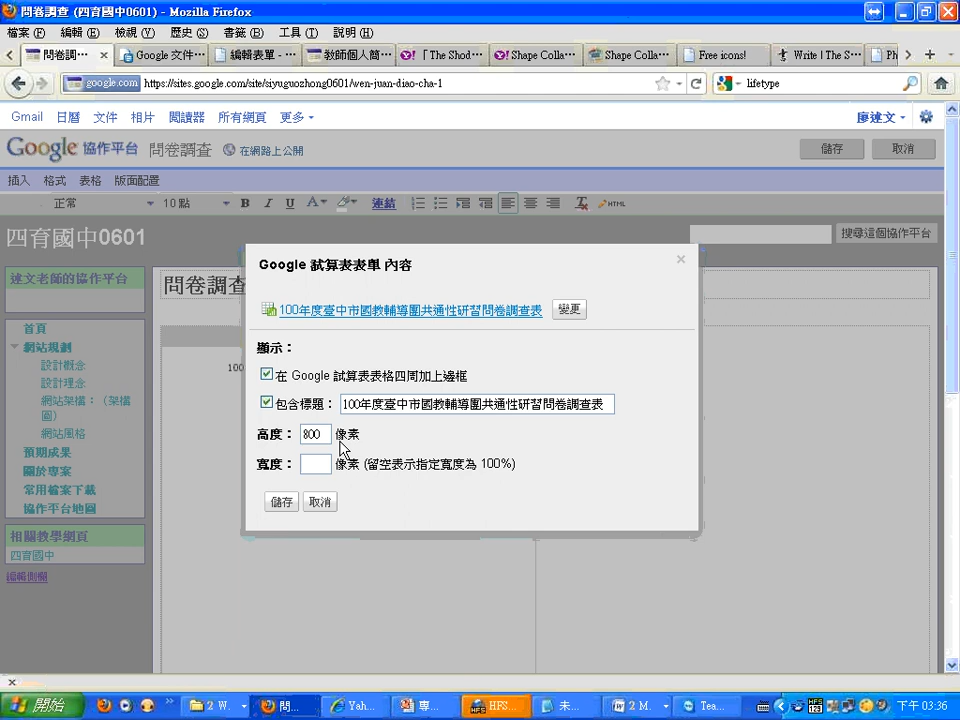 問卷調查 (四育國中0601) - Mozilla Firefox
檔案(F) 編輯(E) 檢視(V) 歷史(S) 書籤(B) 工具(T) 說明(H)
問卷調⋯ × Google 文件⋯ 編輯表單 - ⋯ 教師個人簡⋯ 「The Shod⋯ Shape Colla⋯ Shape Colla⋯ Free icons! Write | The S⋯ Ph
google.com https://sites.google.com/site/siyuguozhong0601/wen-juan-diao-cha-1 lifetype
Gmail 日曆 文件 相片 閱讀器 所有網頁 更多 廖建文
Google 協作平台 問卷調查 在網路上公開 儲存 取消
插入 格式 表格 版面配置
正常 10 點 B I U A 連結 HTML
四育國中0601 搜尋這個協作平台
建文老師的協作平台
問卷調查
首頁
網站規劃
設計概念
設計理念
網站架構：（架構圖）
網站風格
預期成果
關於專案
常用檔案下載
協作平台地圖
相關教學網頁
四育國中
編輯側欄
100
Google 試算表表單 內容 ×
100年度臺中市國教輔導團共通性研習問卷調查表 變更
顯示：
在 Google 試算表表格四周加上邊框
包含標題： 100年度臺中市國教輔導團共通性研習問卷調查表
高度： 800 像素
寬度： 像素 (留空表示指定寬度為 100%)
儲存 取消
×
開始 2 W. 問.. Yah.. 專.. HFS.. 未.. 2 M. Tea.. 下午 03:36